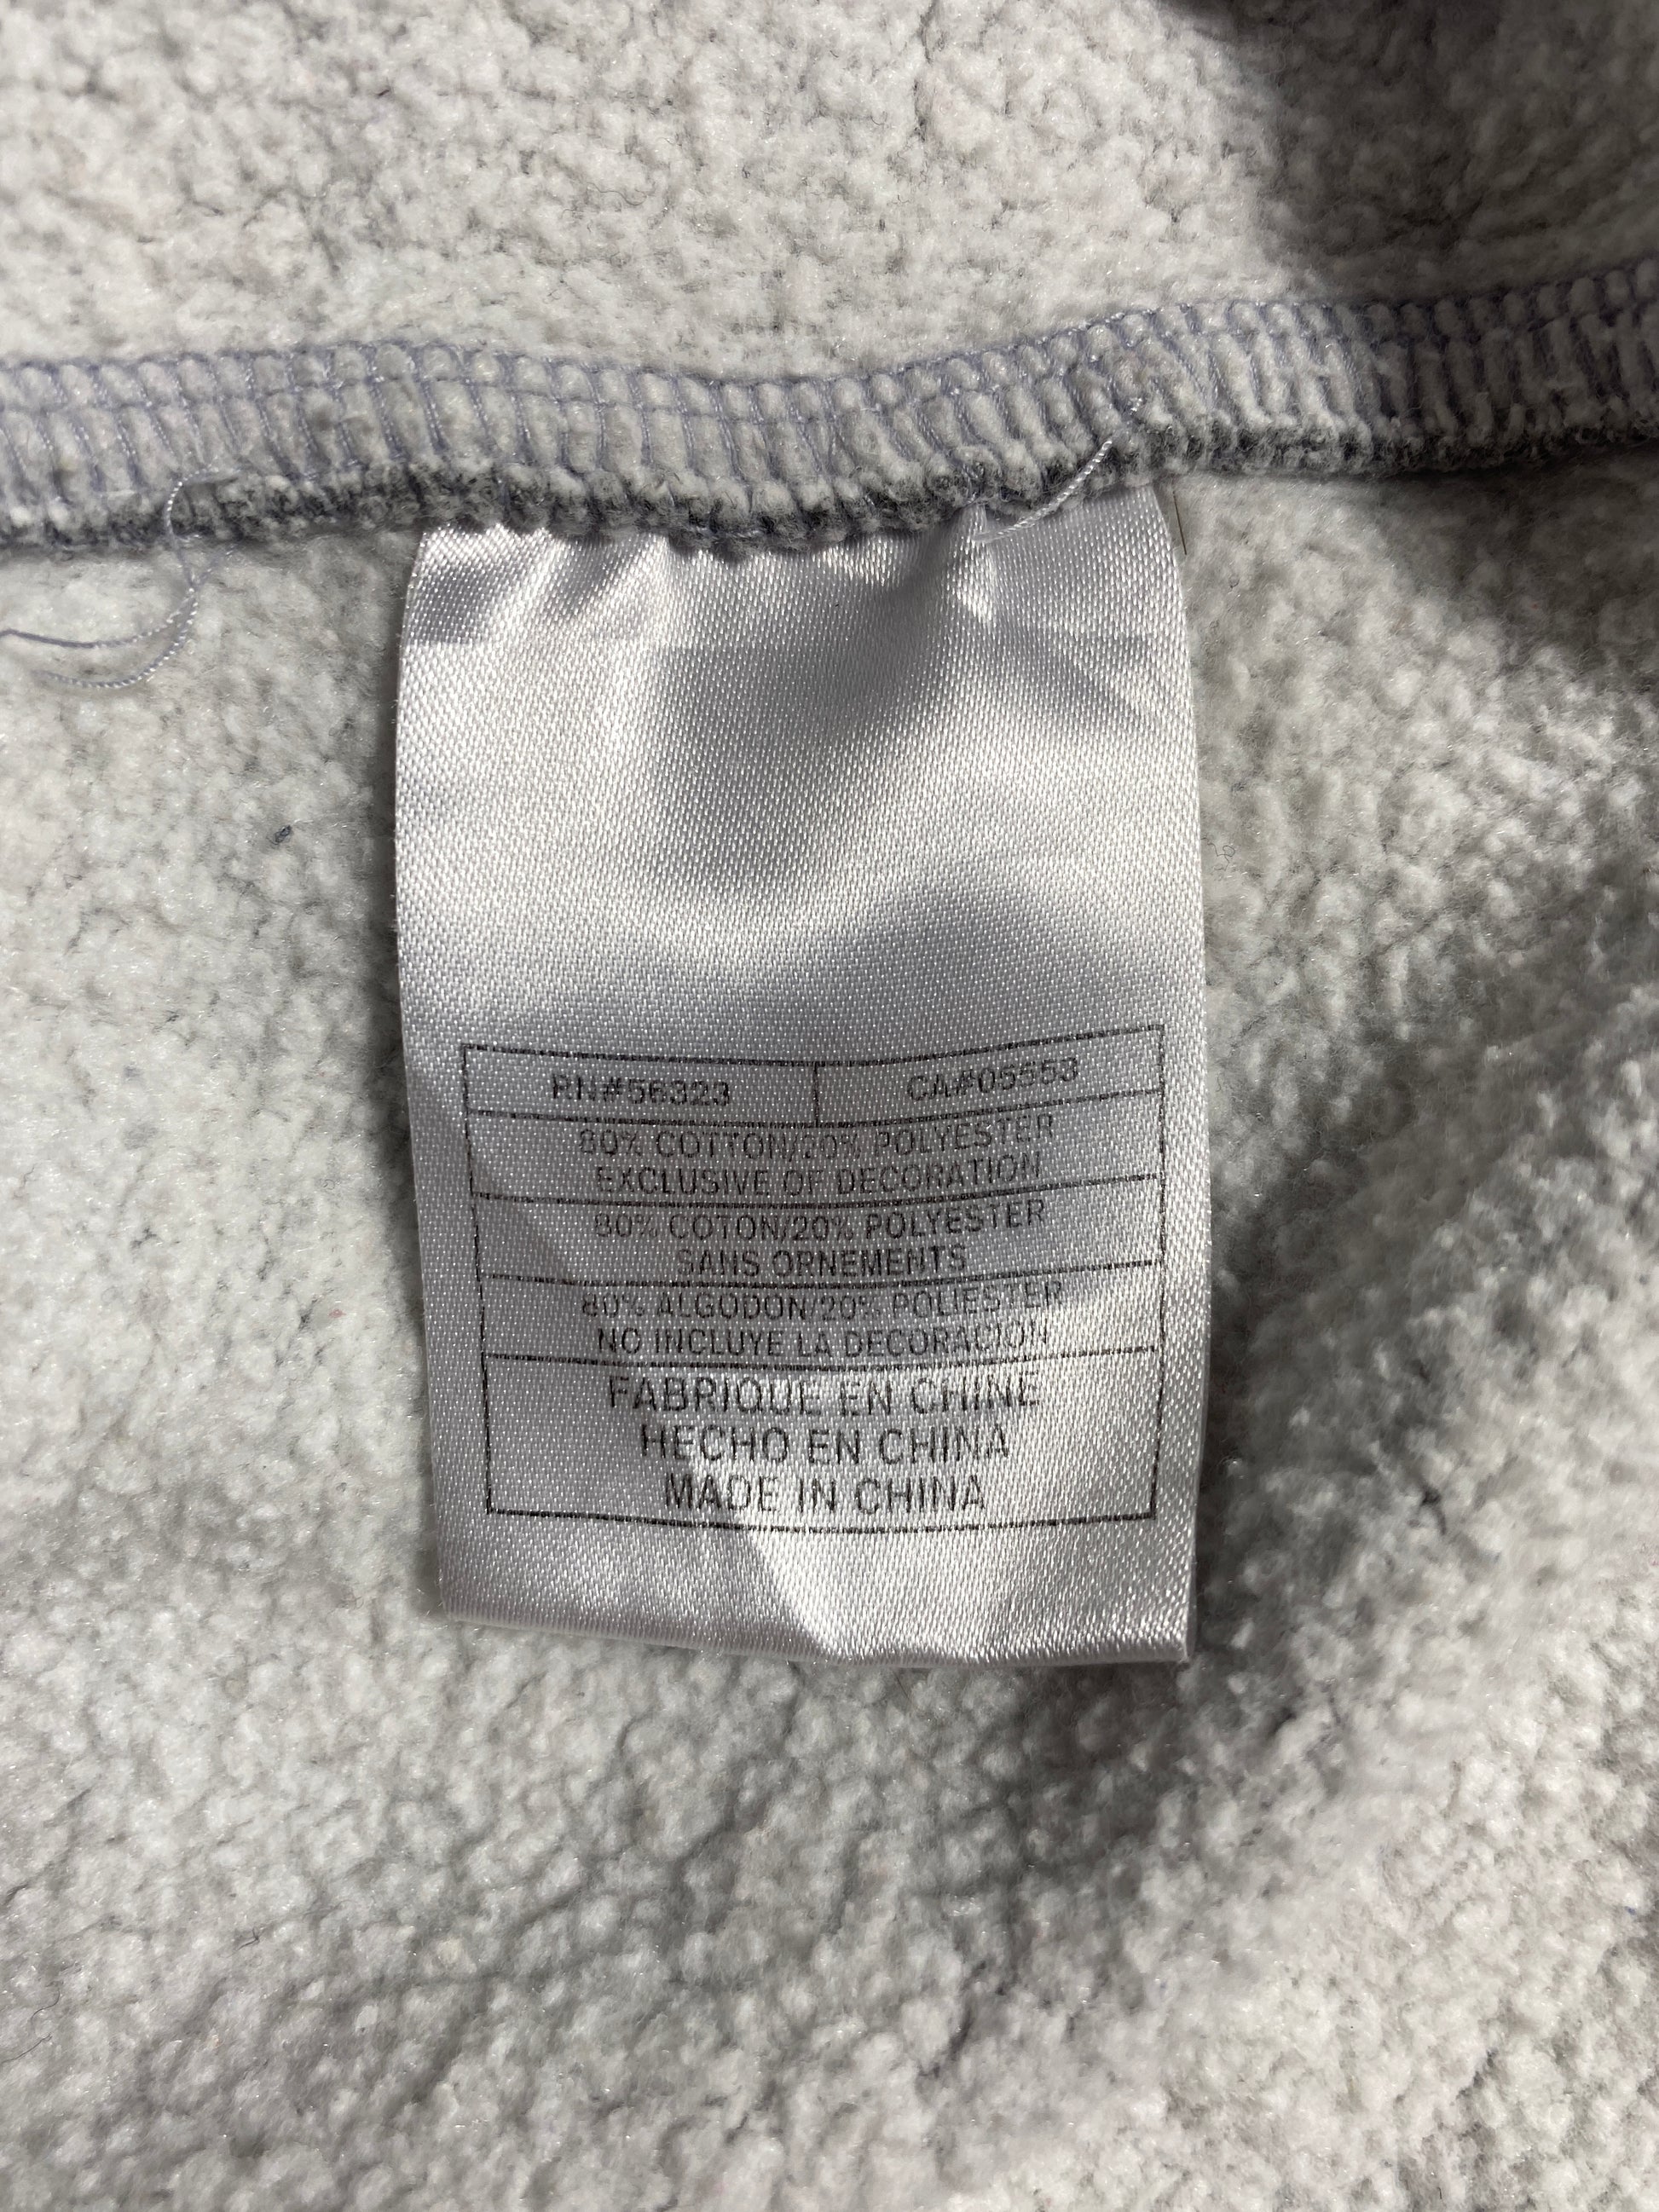 RN#56323 CA#05553
80% COTTON/20% POLYESTER
EXCLUSIVE OF DECORATION
80% COTON/20% POLYESTER
SANS ORNEMENTS
80% ALGODON/20% POLIESTER
NO INCLUYE LA DECORACION
FABRIQUE EN CHINE
HECHO EN CHINA
MADE IN CHINA